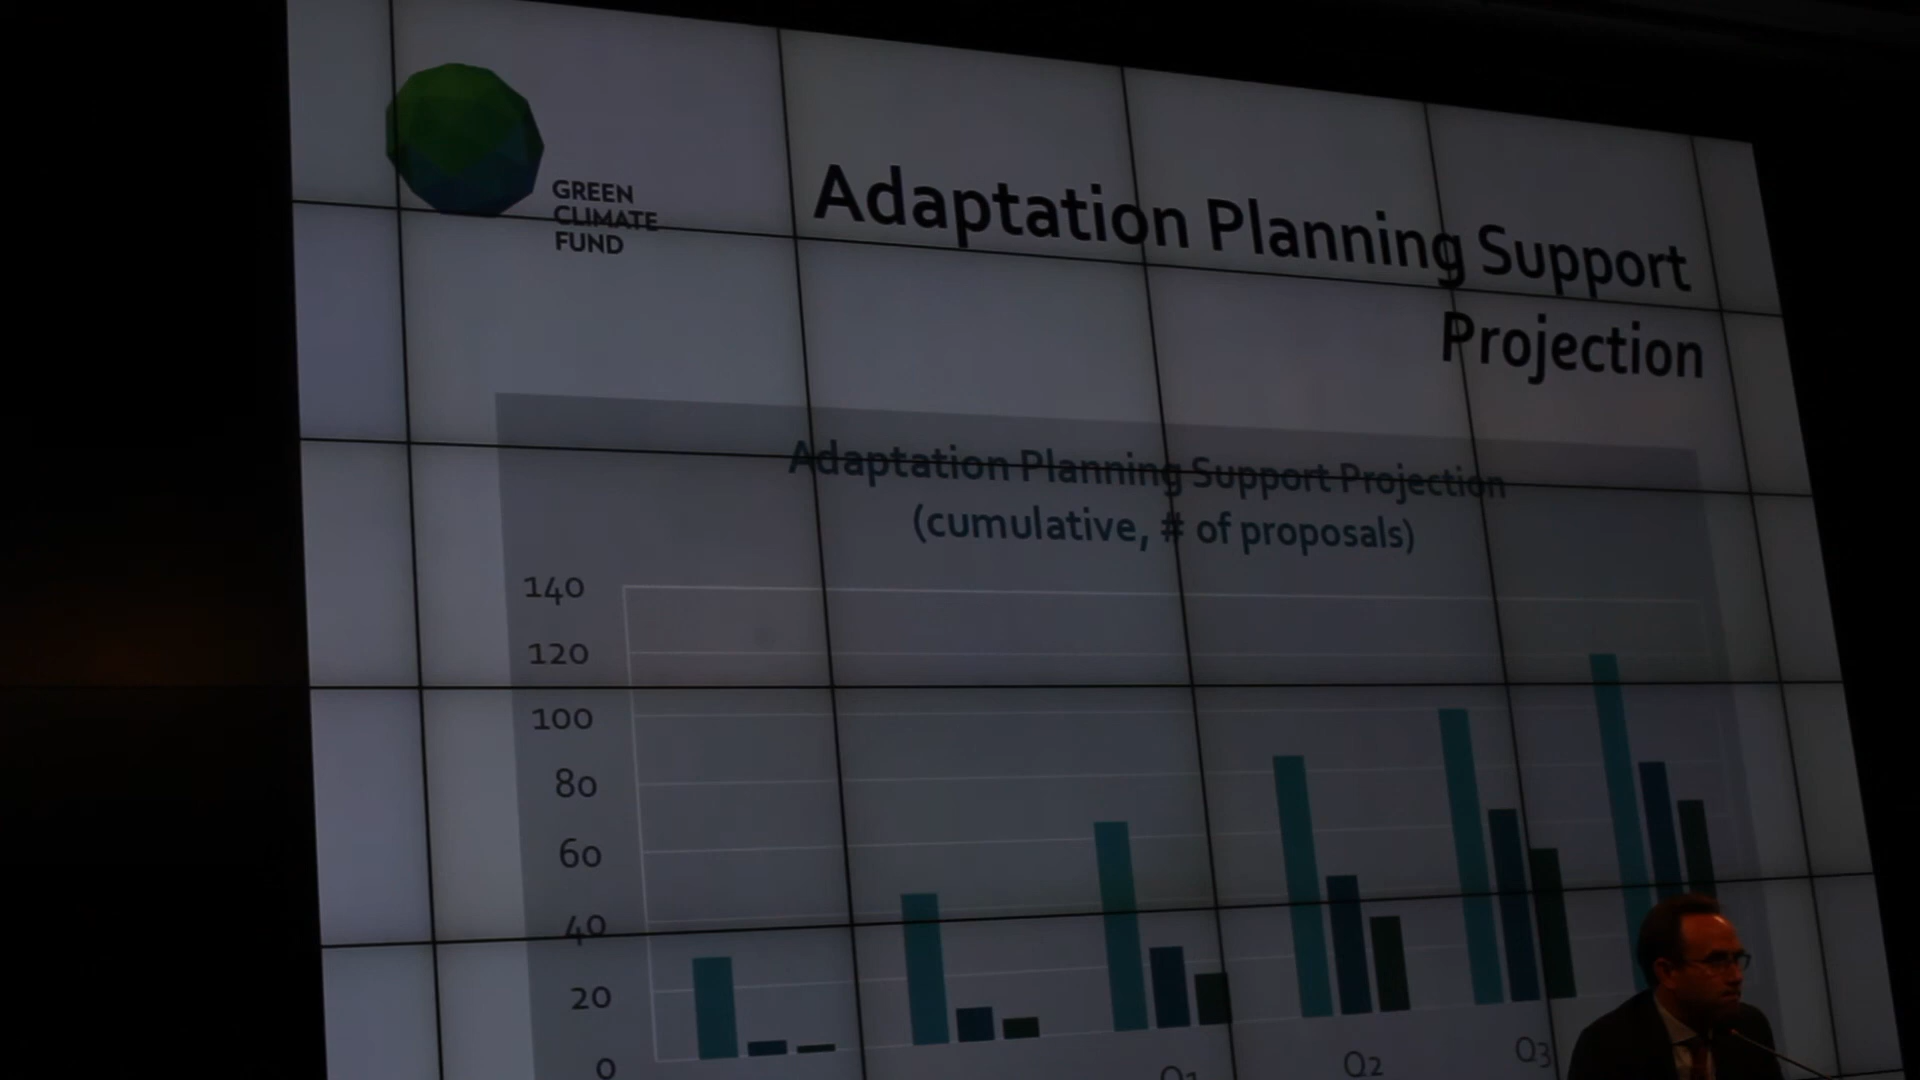 GREEN
CLIMATE
FUND
Adaptation Planning Support
Projection
Adaptation Planning Support Projection
(cumulative, # of proposals)
140
120
100
80
60
40
20
0
Q1
Q2
Q3